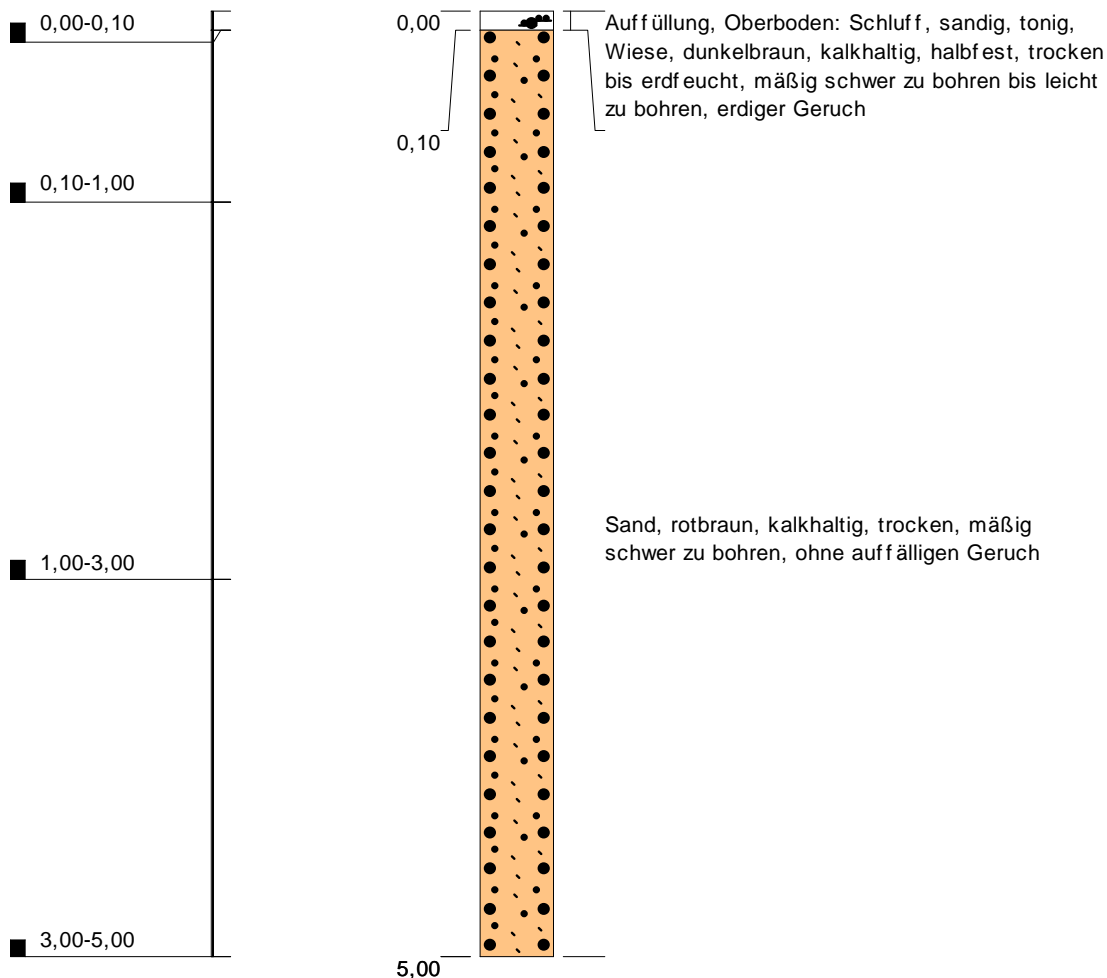 0,00-0,10
0,00
Auffüllung, Oberboden: Schluff, sandig, tonig,
Wiese, dunkelbraun, kalkhaltig, halbfest, trocken
bis erdfeucht, mäßig schwer zu bohren bis leicht
zu bohren, erdiger Geruch
0,10
0,10-1,00
Sand, rotbraun, kalkhaltig, trocken, mäßig
schwer zu bohren, ohne auffälligen Geruch
1,00-3,00
3,00-5,00
5,00